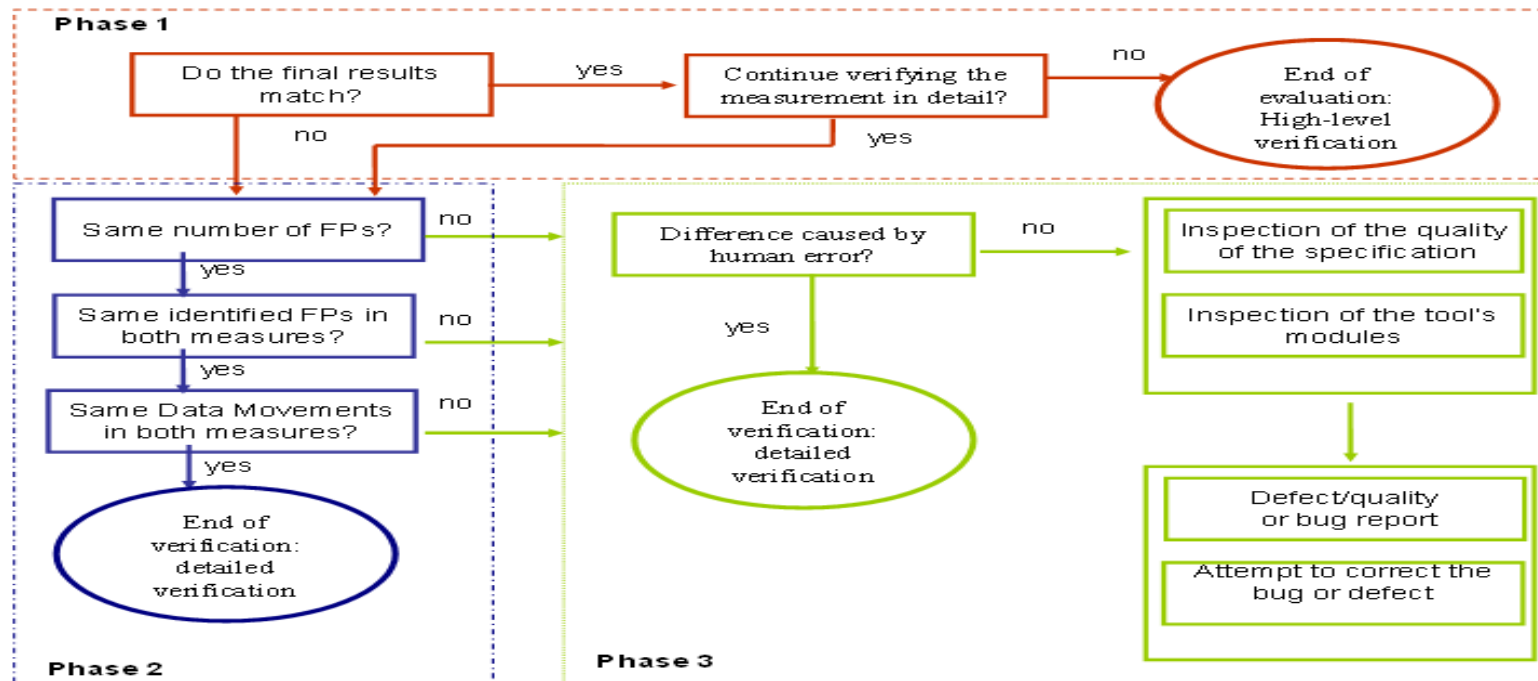 Phase 1
Do the final results
match?
yes
Continue verifying the
measurement in detail?
no
End of
evaluation:
High-level
verification
no
yes
Same number of FPs?
no
yes
Same identified FPs in
both measures?
no
yes
Same Data Movements
in both measures?
no
yes
End of
verification:
detailed
verification
Phase 2
Difference caused by
human error?
no
yes
End of
verification:
detailed
verification
Inspection of the quality
of the specification
Inspection of the tool's
modules
Defect/quality
or bug report
Attempt to correct the
bug or defect
Phase 3